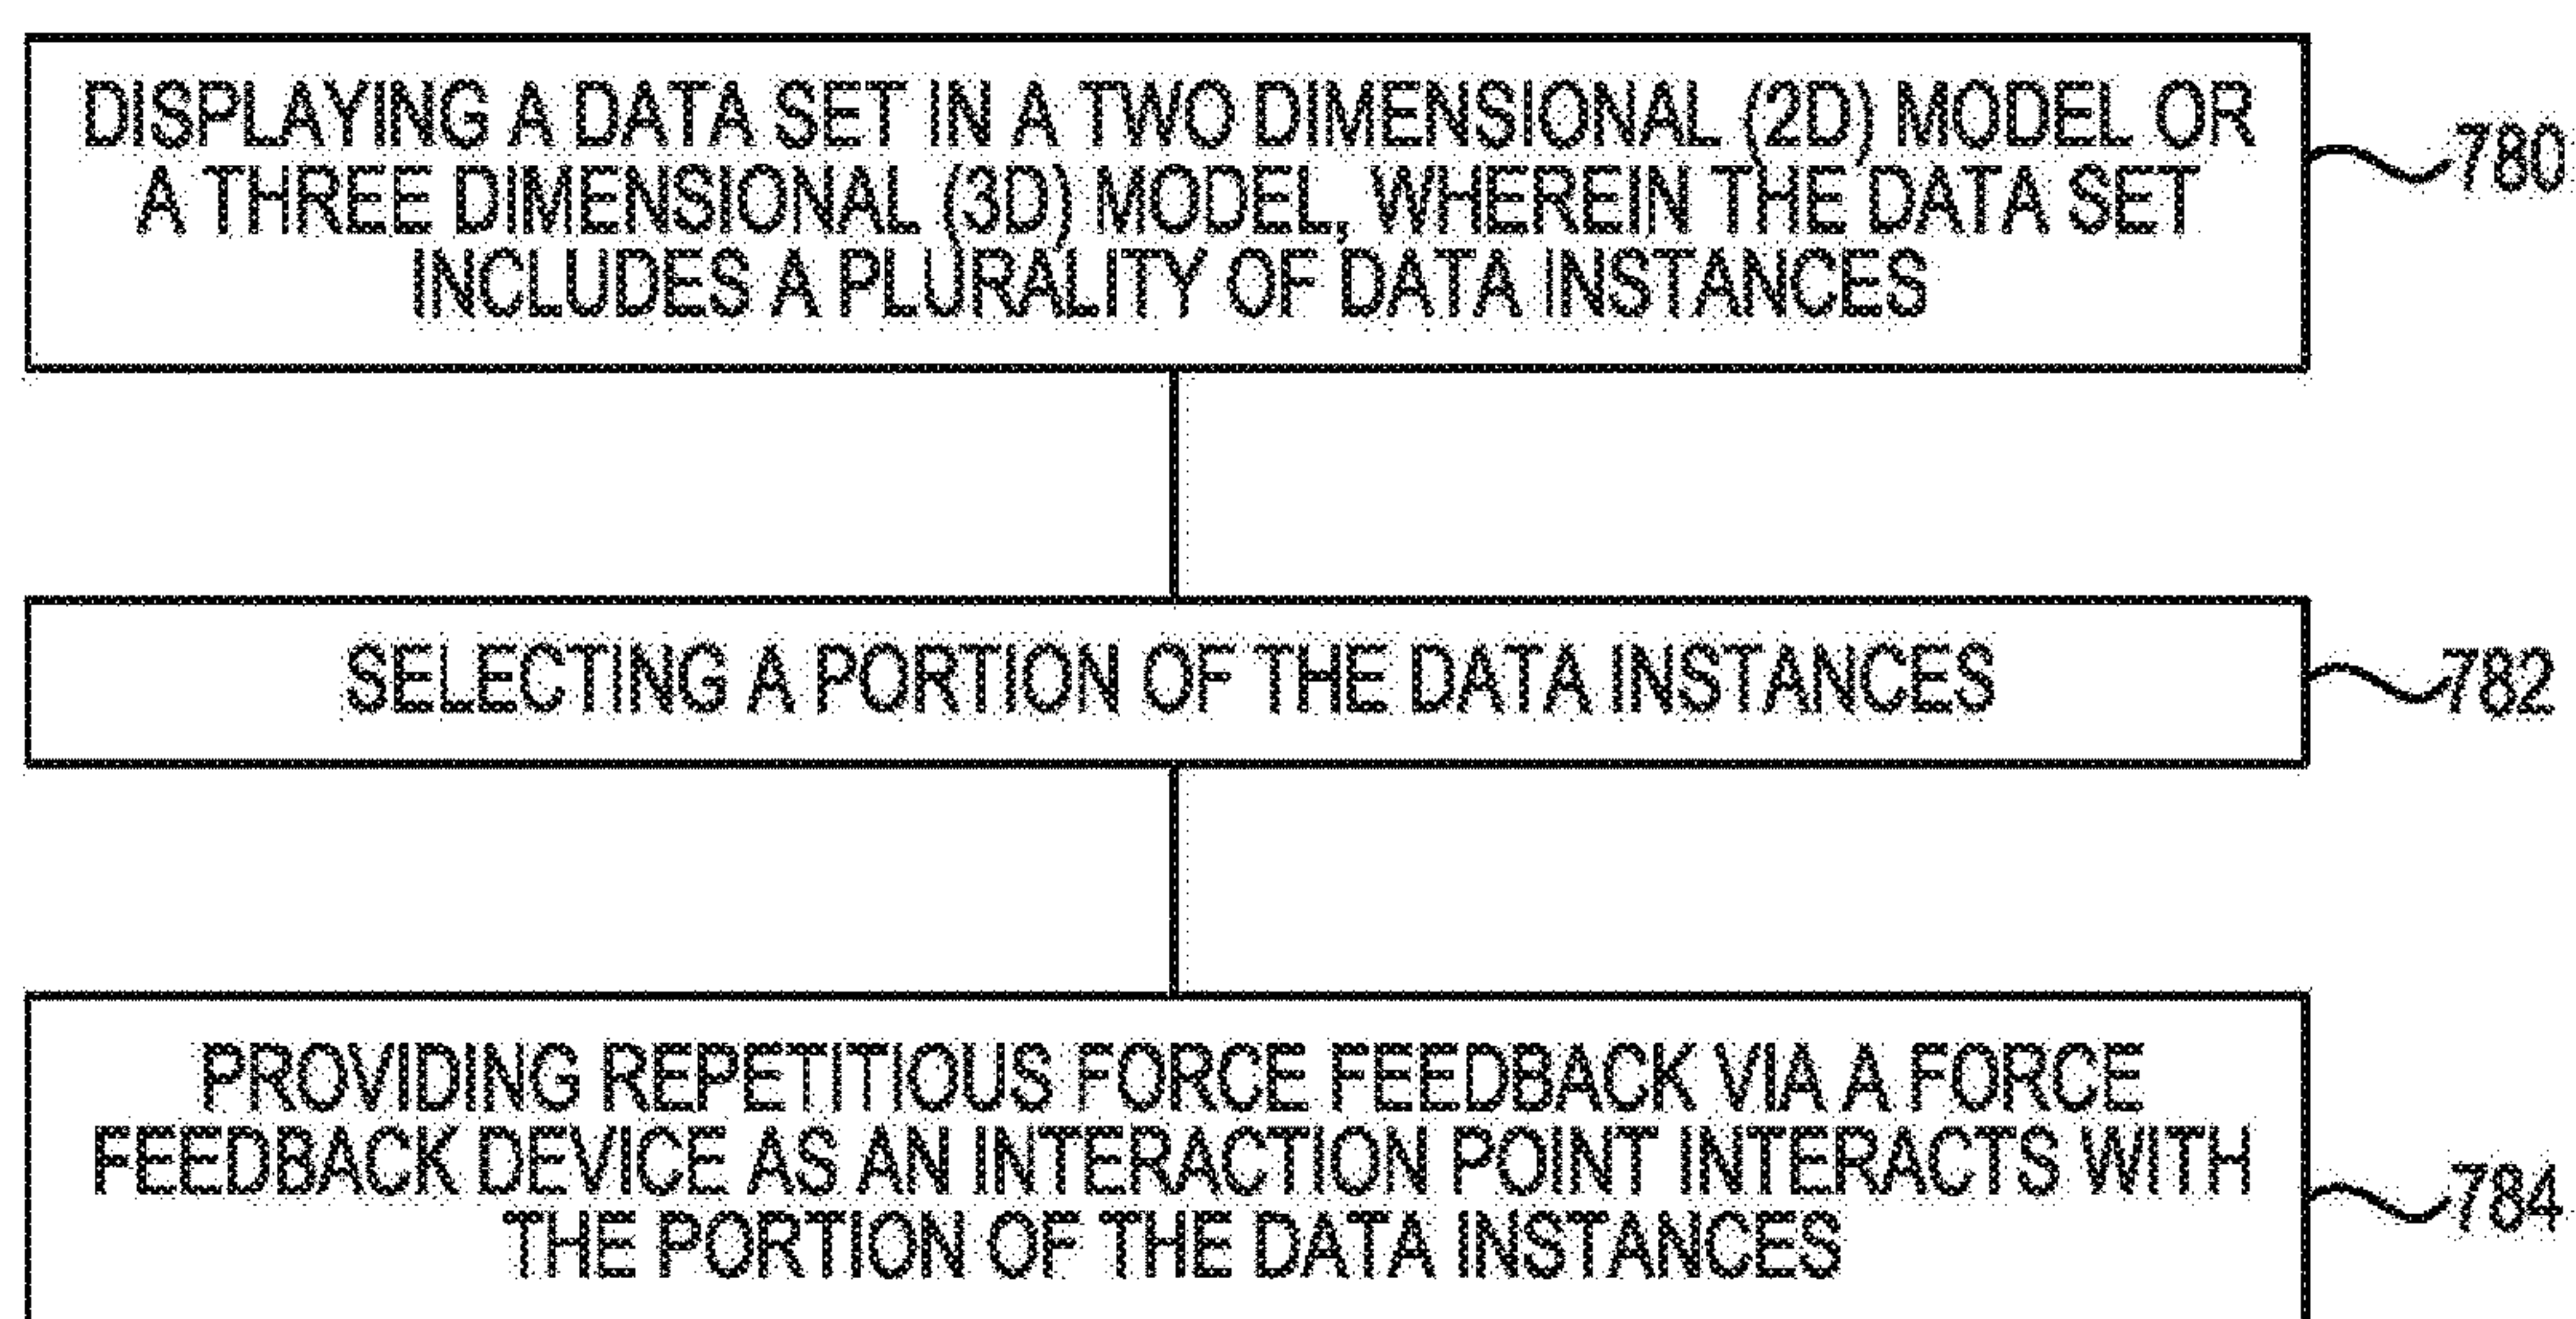 DISPLAYING A DATA SET IN A TWO DIMENSIONAL (2D) MODEL OR
A THREE DIMENSIONAL (3D) MODEL, WHEREIN THE DATA SET
INCLUDES A PLURALITY OF DATA INSTANCES
780
SELECTING A PORTION OF THE DATA INSTANCES
782
PROVIDING REPETITIOUS FORCE FEEDBACK VIA A FORCE
FEEDBACK DEVICE AS AN INTERACTION POINT INTERACTS WITH
THE PORTION OF THE DATA INSTANCES
784